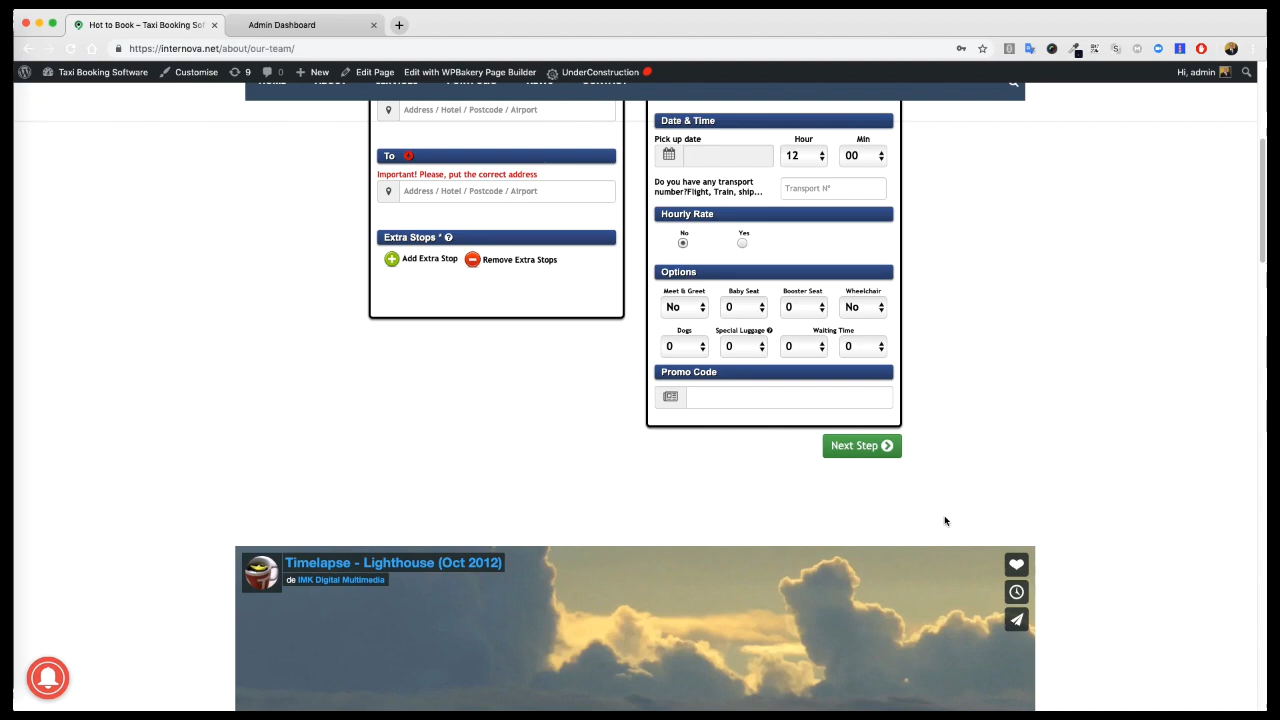 Hot to Book – Taxi Booking Sof
Admin Dashboard
https://internova.net/about/our-team/
Taxi Booking Software
Customise
9
0
New
Edit Page
Edit with WPBakery Page Builder
UnderConstruction
Hi, admin
Address / Hotel / Postcode / Airport
To
Important! Please, put the correct address
Address / Hotel / Postcode / Airport
Extra Stops *
Add Extra Stop
Remove Extra Stops
Date & Time
Pick up date
Hour
Min
12
00
Do you have any transport
number?Flight, Train, ship...
Transport N°
Hourly Rate
No
Yes
Options
Meet & Greet
Baby Seat
Booster Seat
Wheelchair
No
0
0
No
Dogs
Special Luggage
Waiting Time
0
0
0
0
Promo Code
Next Step
Timelapse - Lighthouse (Oct 2012)
de IMK Digital Multimedia